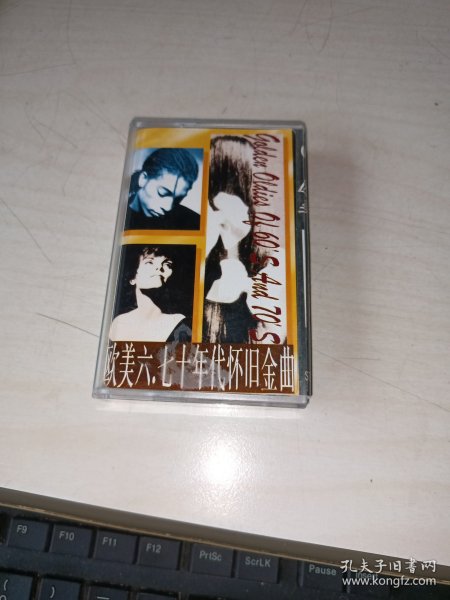 Golden Oldies Of 60'S And 70'S
欧美六.七十年代怀旧金曲
F9
F10
F11
F12
PrtSc
ScrLK
Pause
孔夫子旧书网
www.kongfz.com